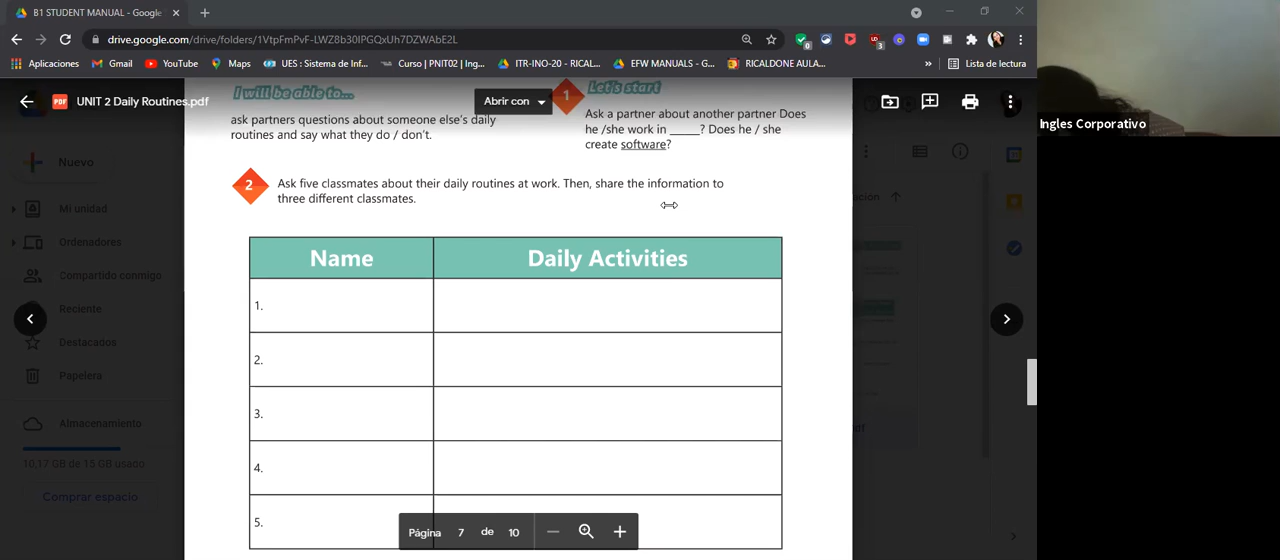 B1 STUDENT MANUAL - Google
drive.google.com/drive/folders/1VtpFmPvF-LWZ8b30IPGQxUh7DZWAbE2L
Aplicaciones
Gmail
YouTube
Maps
UES : Sistema de Inf...
Curso | PNIT02 | Ing...
ITR-INO-20 - RICAL...
EFW MANUALS - G...
RICALDONE AULA...
»
Lista de lectura
UNIT 2 Daily Routines.pdf
Abrir con
I will be able to...
ask partners questions about someone else's daily
routines and say what they do / don't.
1
Let's start
Ask a partner about another partner Does
he /she work in _____? Does he / she
create software?
2
Ask five classmates about their daily routines at work. Then, share the information to
three different classmates.
Name
Daily Activities
1.
2.
3.
4.
5.
Nuevo
Mi unidad
Ordenadores
Compartido conmigo
Reciente
Destacados
Papelera
Almacenamiento
10,17 GB de 15 GB usado
Comprar espacio
Página 7 de 10
Ingles Corporativo